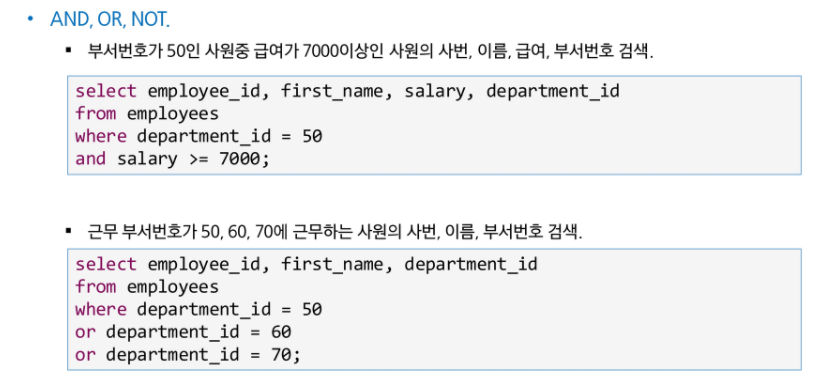 • AND, OR, NOT.
▪ 부서번호가 50인 사원중 급여가 7000이상인 사원의 사번, 이름, 급여, 부서번호 검색.
select employee_id, first_name, salary, department_id
from employees
where department_id = 50
and salary >= 7000;
▪ 근무 부서번호가 50, 60, 70에 근무하는 사원의 사번, 이름, 부서번호 검색.
select employee_id, first_name, department_id
from employees
where department_id = 50
or department_id = 60
or department_id = 70;